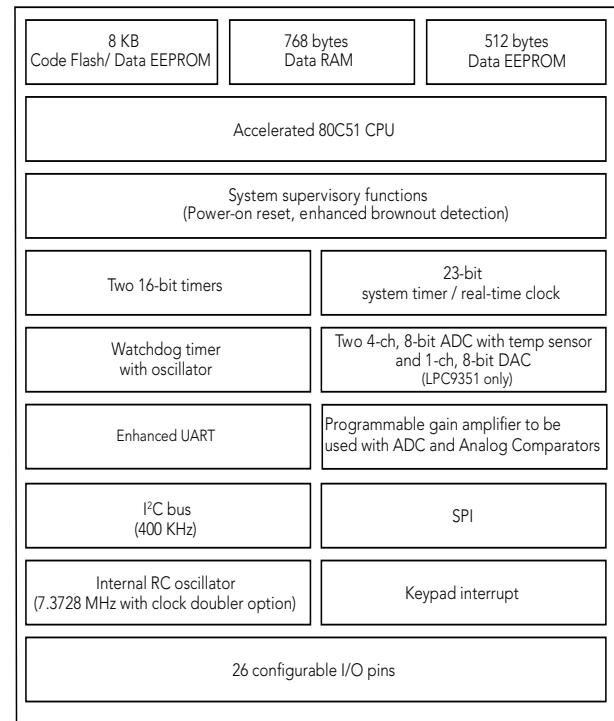 8 KB
Code Flash/ Data EEPROM
768 bytes
Data RAM
512 bytes
Data EEPROM
Accelerated 80C51 CPU
System supervisory functions
(Power-on reset, enhanced brownout detection)
Two 16-bit timers
23-bit
system timer / real-time clock
Watchdog timer
with oscillator
Two 4-ch, 8-bit ADC with temp sensor
and 1-ch, 8-bit DAC
(LPC9351 only)
Enhanced UART
Programmable gain amplifier to be
used with ADC and Analog Comparators
I²C bus
(400 KHz)
SPI
Internal RC oscillator
(7.3728 MHz with clock doubler option)
Keypad interrupt
26 configurable I/O pins